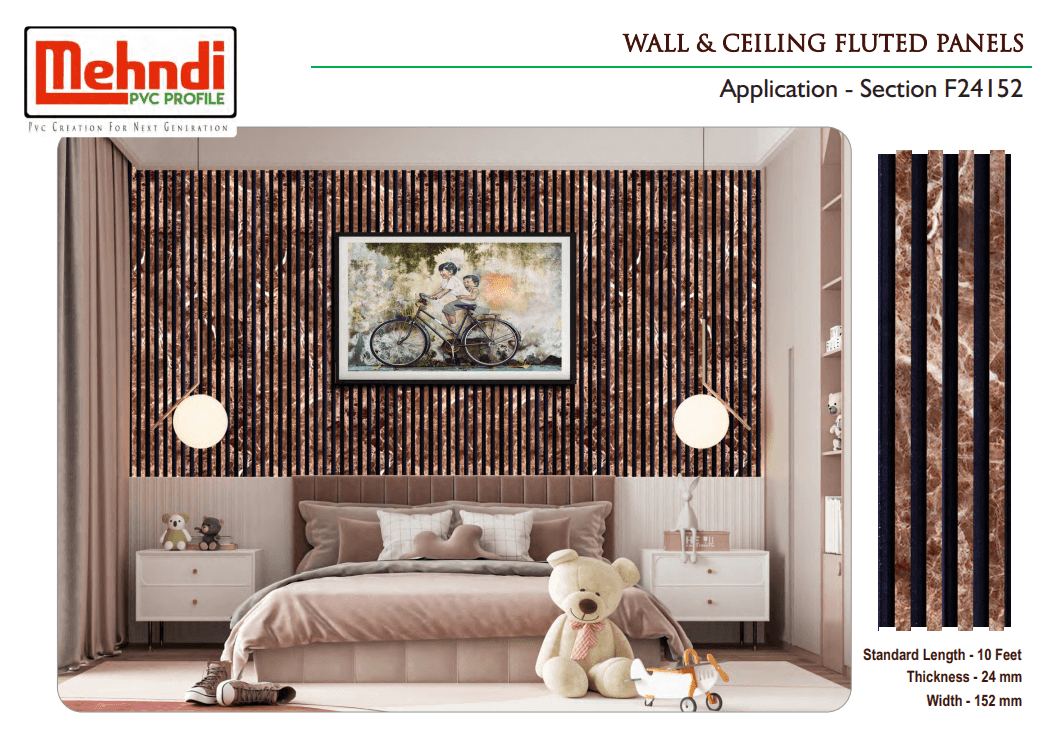 Mehndi
PVC PROFILE
Pvc Creation For Next Generation
WALL & CEILING FLUTED PANELS
Application - Section F24152
Standard Length - 10 Feet
Thickness - 24 mm
Width - 152 mm